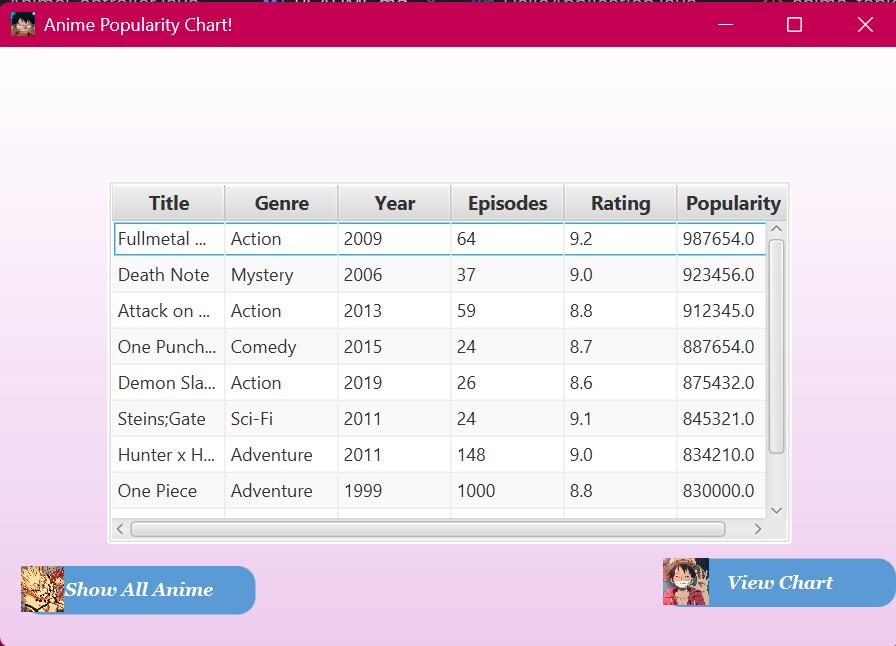 Anime Popularity Chart!
Title Genre Year Episodes Rating Popularity
Fullmetal ... Action 2009 64 9.2 987654.0
Death Note Mystery 2006 37 9.0 923456.0
Attack on ... Action 2013 59 8.8 912345.0
One Punch... Comedy 2015 24 8.7 887654.0
Demon Sla... Action 2019 26 8.6 875432.0
Steins;Gate Sci-Fi 2011 24 9.1 845321.0
Hunter x H... Adventure 2011 148 9.0 834210.0
One Piece Adventure 1999 1000 8.8 830000.0
Show All Anime
View Chart